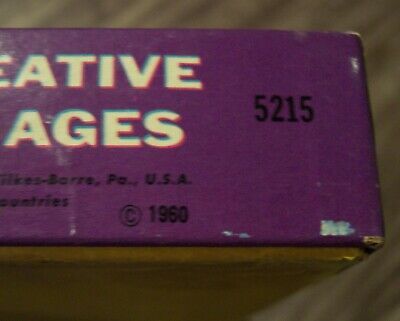 EATIVE
AGES
5215
ilkes-Barre, Pa., U.S.A.
ountries
© 1960